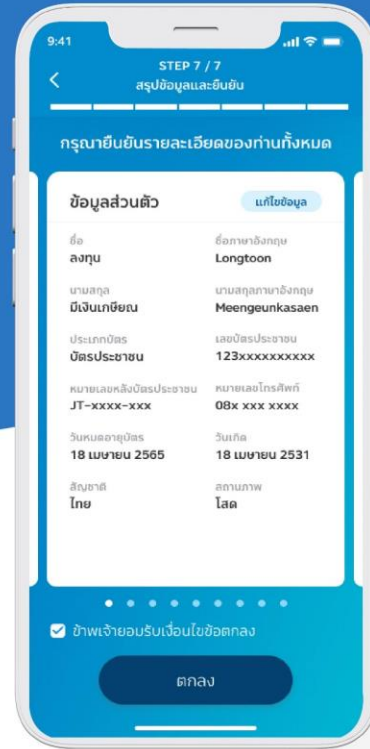 9:41
STEP 7 / 7
สรุปข้อมูลและยืนยัน
กรุณายืนยันรายละเอียดของท่านทั้งหมด
ข้อมูลส่วนตัว แก้ไขข้อมูล
ชื่อ ชื่อภาษาอังกฤษ
ลงทุน Longtoon
นามสกุล นามสกุลภาษาอังกฤษ
มีเงินเกษียณ Meengeunkasaen
ประเภทบัตร เลขบัตรประชาชน
บัตรประชาชน 123xxxxxxxxxx
หมายเลขหลังบัตรประชาชน หมายเลขโทรศัพท์
JT-xxxx-xxx 08x xxx xxxx
วันหมดอายุบัตร วันเกิด
18 เมษายน 2565 18 เมษายน 2531
สัญชาติ สถานภาพ
ไทย โสด
ข้าพเจ้ายอมรับเงื่อนไขข้อตกลง
ตกลง